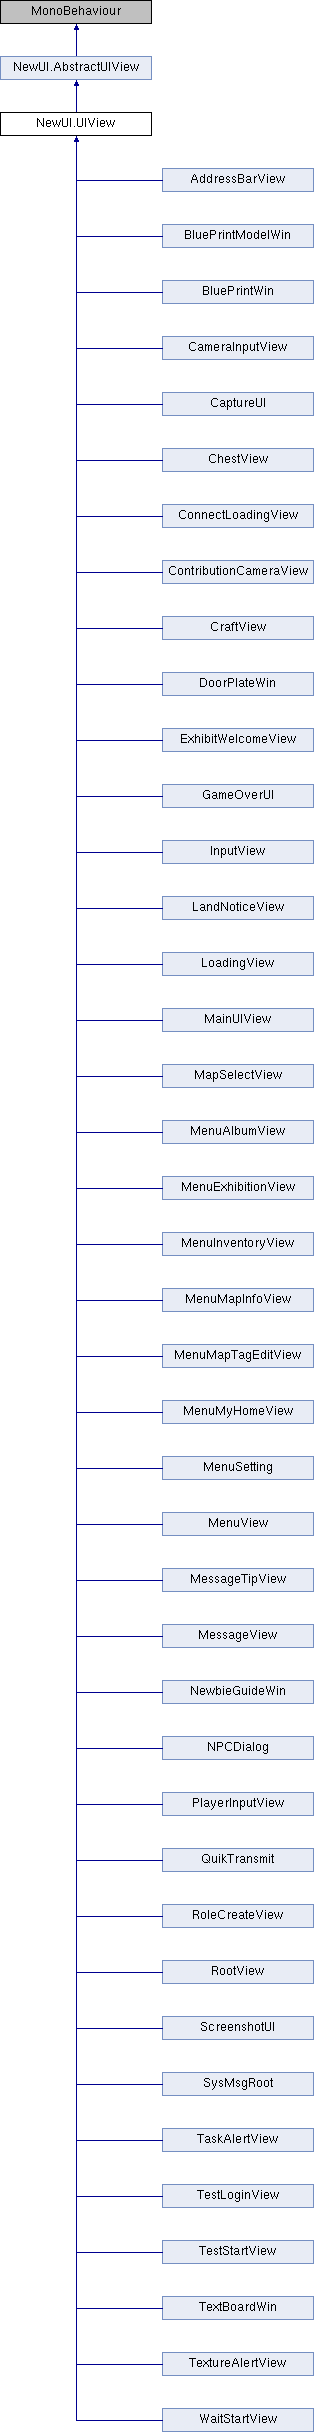 MonoBehaviour
NewUI.AbstractUIView
NewUI.UIView
AddressBarView
BluePrintModelWin
BluePrintWin
CameraInputView
CaptureUI
ChestView
ConnectLoadingView
ContributionCameraView
CraftView
DoorPlateWin
ExhibitWelcomeView
GameOverUI
InputView
LandNoticeView
LoadingView
MainUIView
MapSelectView
MenuAlbumView
MenuExhibitionView
MenuInventoryView
MenuMapInfoView
MenuMapTagEditView
MenuMyHomeView
MenuSetting
MenuView
MessageTipView
MessageView
NewbieGuideWin
NPCDialog
PlayerInputView
QuikTransmit
RoleCreateView
RootView
ScreenshotUI
SysMsgRoot
TaskAlertView
TestLoginView
TestStartView
TextBoardWin
TextureAlertView
WaitStartView